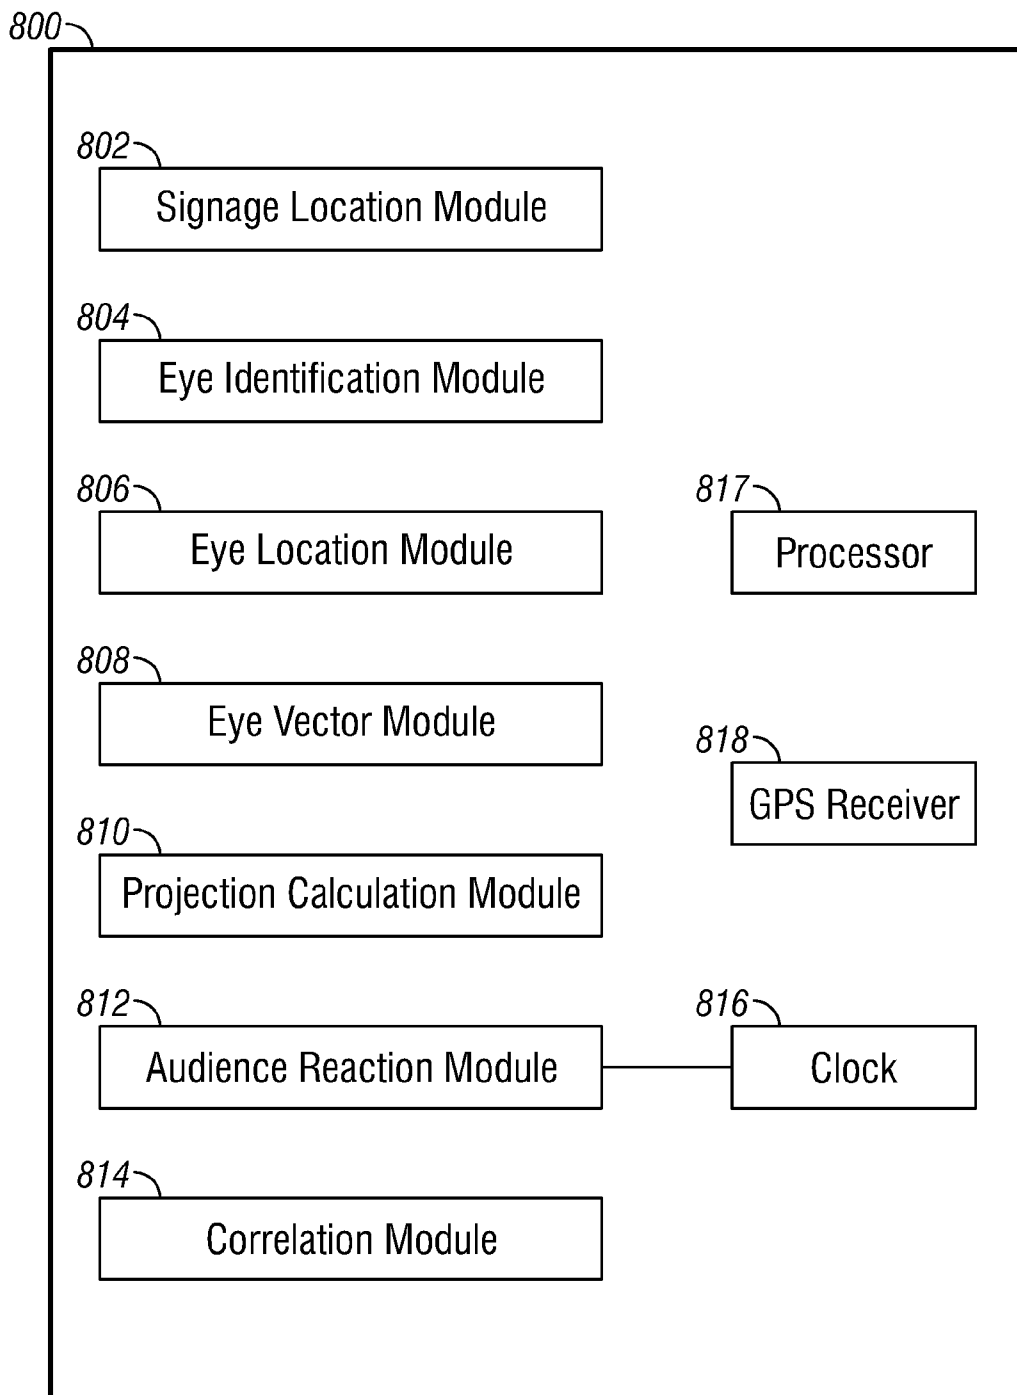 800
802
Signage Location Module
804
Eye Identification Module
806
Eye Location Module
817
Processor
808
Eye Vector Module
818
GPS Receiver
810
Projection Calculation Module
812
Audience Reaction Module
816
Clock
814
Correlation Module